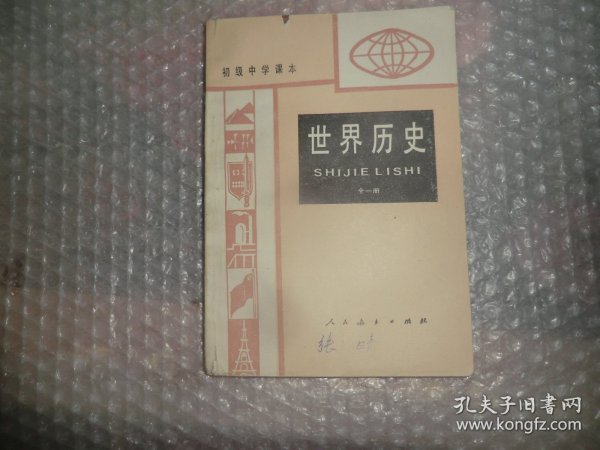 初级中学课本
世界历史
SHIJIE LISHI
全一册
人民教育出版社
张
孔夫子旧书网
www.kongfz.com